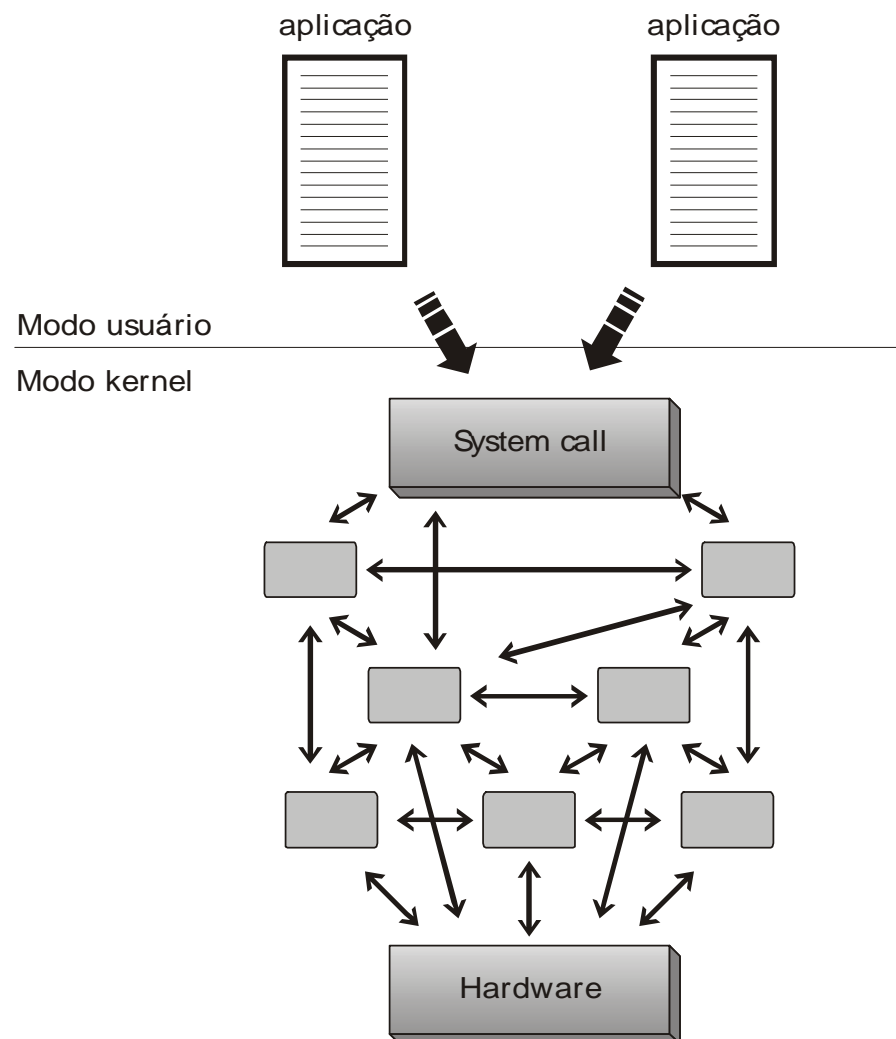 aplicação
aplicação
Modo usuário
Modo kernel
System call
Hardware